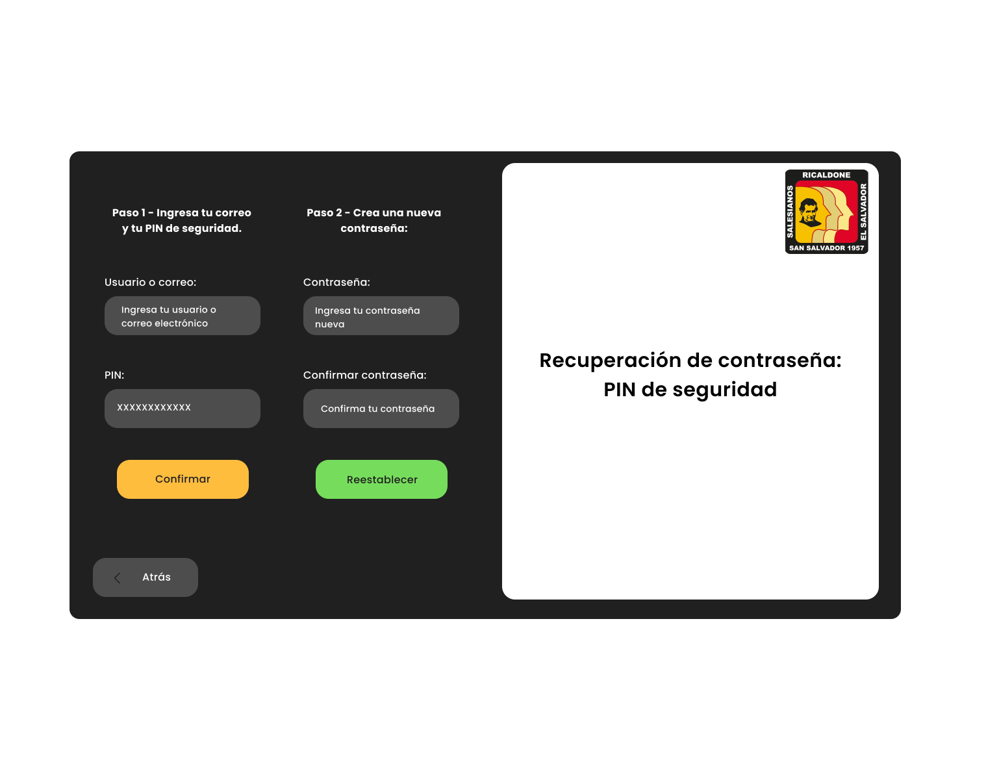 Paso 1 - Ingresa tu correo
y tu PIN de seguridad.
Usuario o correo:
Ingresa tu usuario o
correo electrónico
PIN:
XXXXXXXXXXXX
Confirmar
Atrás
Paso 2 - Crea una nueva
contraseña:
Contraseña:
Ingresa tu contraseña
nueva
Confirmar contraseña:
Confirma tu contraseña
Reestablecer
RICALDONE
SALESIANOS
EL SALVADOR
SAN SALVADOR 1957
Recuperación de contraseña:
PIN de seguridad